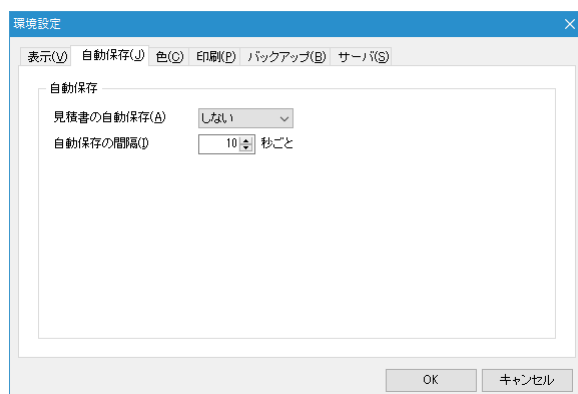 環境設定
表示(V) 自動保存(J) 色(C) 印刷(P) バックアップ(B) サーバ(S)
自動保存
見積書の自動保存(A) しない
自動保存の間隔(I) 10 秒ごと
OK キャンセル